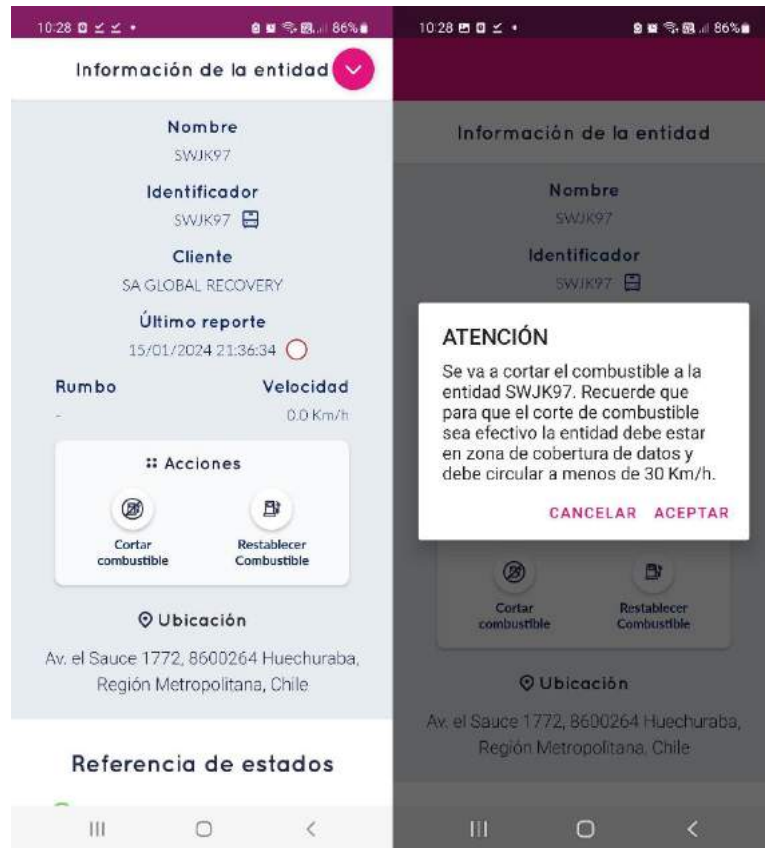 10:28
86%
Información de la entidad
Nombre
SWJK97
Identificador
SWJK97
Cliente
SA GLOBAL RECOVERY
Último reporte
15/01/2024 21:36:34
Rumbo
Velocidad
-
0.0 Km/h
Acciones
Cortar
combustible
Restablecer
Combustible
Ubicación
Av. el Sauce 1772, 8600264 Huechuraba,
Región Metropolitana, Chile
Referencia de estados
10:28
86%
Información de la entidad
Nombre
SWJK97
Identificador
SWJK97
ATENCIÓN
Se va a cortar el combustible a la
entidad SWJK97. Recuerde que
para que el corte de combustible
sea efectivo la entidad debe estar
en zona de cobertura de datos y
debe circular a menos de 30 Km/h.
CANCELAR ACEPTAR
Cortar
combustible
Restablecer
Combustible
Ubicación
Av. el Sauce 1772, 8600264 Huechuraba,
Región Metropolitana, Chile